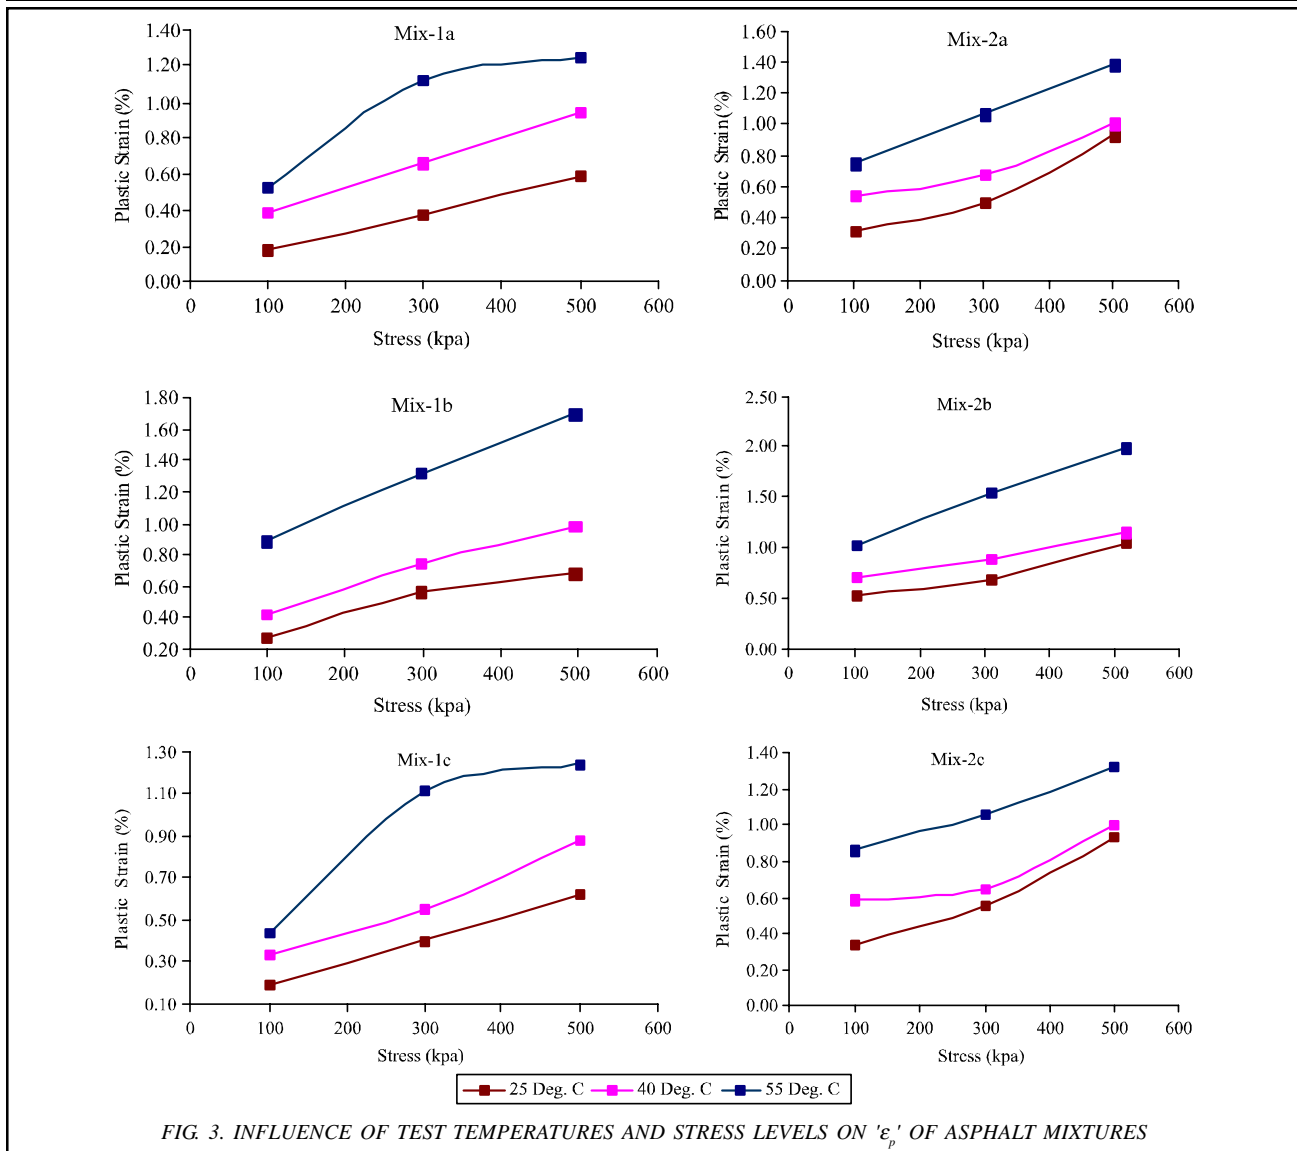 Mix-1a
Plastic Strain (%)
1.40
1.20
1.00
0.80
0.60
0.40
0.20
0.00
0 100 200 300 400 500 600
Stress (kpa)
Mix-2a
Plastic Strain(%)
1.60
1.40
1.20
1.00
0.80
0.60
0.40
0.20
0.00
0 100 200 300 400 500 600
Stress (kpa)
Mix-1b
Plastic Strain (%)
1.80
1.60
1.40
1.20
1.00
0.80
0.60
0.40
0.20
0 100 200 300 400 500 600
Stress (kpa)
Mix-2b
Plastic Strain (%)
2.50
2.00
1.50
1.00
0.50
0.00
0 100 200 300 400 500 600
Stress (kpa)
Mix-1c
Plastic Strain (%)
1.30
1.10
0.90
0.70
0.50
0.30
0.10
0 100 200 300 400 500 600
Stress (kpa)
Mix-2c
Plastic Strain (%)
1.40
1.20
1.00
0.80
0.60
0.40
0.20
0.00
0 100 200 300 400 500 600
Stress (kpa)
25 Deg. C 40 Deg. C 55 Deg. C
FIG. 3. INFLUENCE OF TEST TEMPERATURES AND STRESS LEVELS ON 'εp' OF ASPHALT MIXTURES